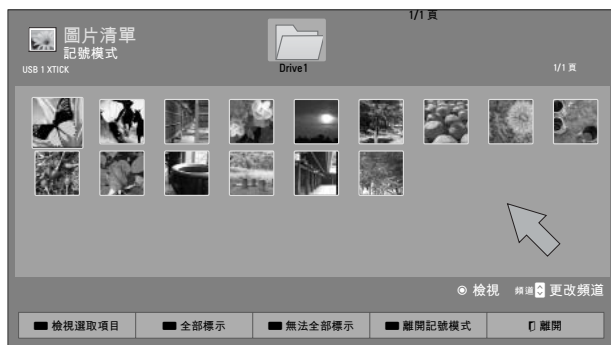 1/1 頁
圖片清單
記號模式
USB 1 XTICK
Drive1
1/1 頁
◉ 檢視 頻道 更改頻道
檢視選取項目
全部標示
無法全部標示
離開記號模式
離開